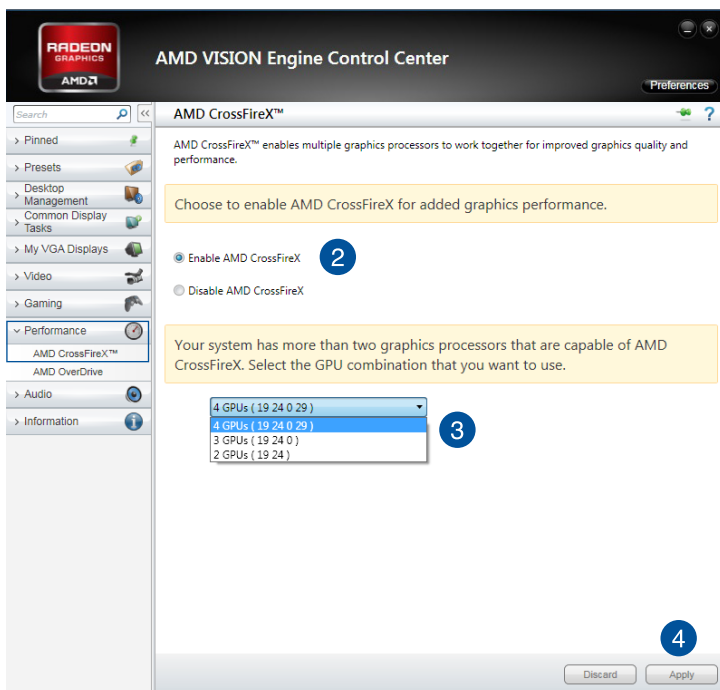 RADEON
GRAPHICS
AMD
AMD VISION Engine Control Center
Preferences
Search
AMD CrossFireX™
?
Pinned
Presets
Desktop
Management
Common Display
Tasks
My VGA Displays
Video
Gaming
Performance
AMD CrossFireX™
AMD OverDrive
Audio
Information
AMD CrossFireX™ enables multiple graphics processors to work together for improved graphics quality and
performance.
Choose to enable AMD CrossFireX for added graphics performance.
Enable AMD CrossFireX
2
Disable AMD CrossFireX
Your system has more than two graphics processors that are capable of AMD
CrossFireX. Select the GPU combination that you want to use.
4 GPUs ( 19 24 0 29 )
4 GPUs ( 19 24 0 29 )
3 GPUs ( 19 24 0 )
2 GPUs ( 19 24 )
3
4
Discard
Apply